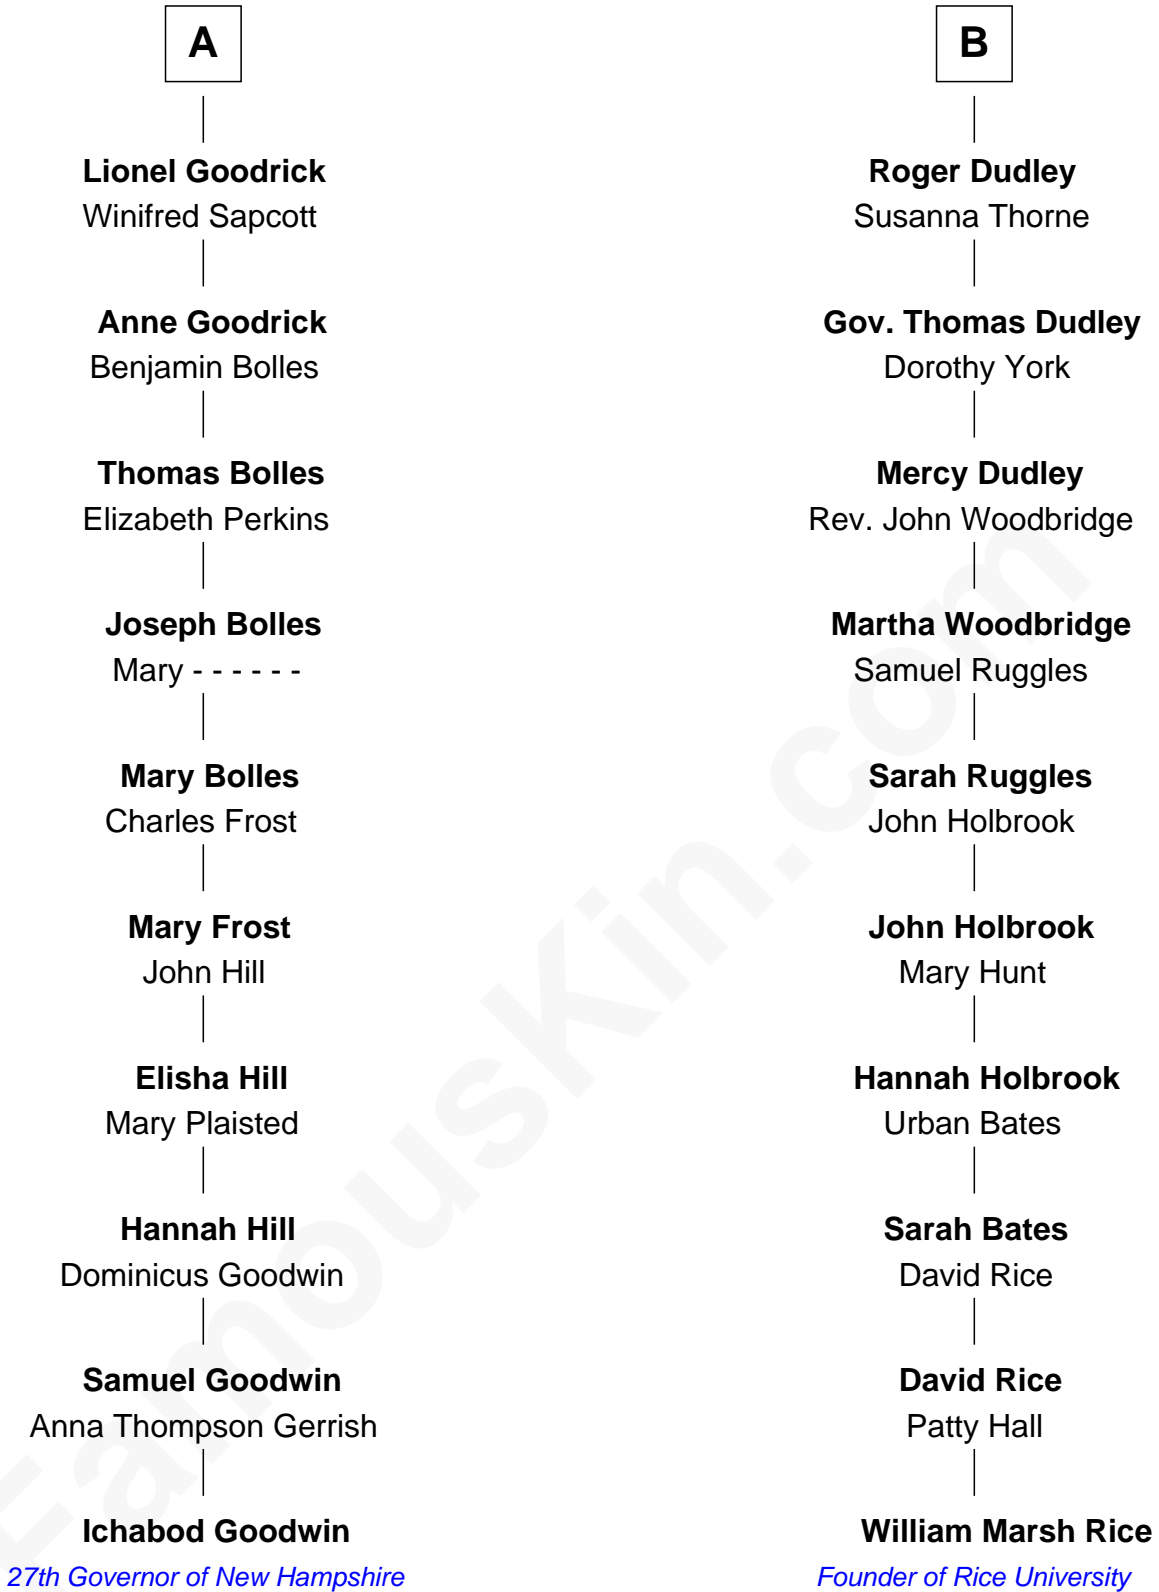 A
Lionel Goodrick
Winifred Sapcott
Anne Goodrick
Benjamin Bolles
Thomas Bolles
Elizabeth Perkins
Joseph Bolles
Mary - - - - - -
Mary Bolles
Charles Frost
Mary Frost
John Hill
Elisha Hill
Mary Plaisted
Hannah Hill
Dominicus Goodwin
Samuel Goodwin
Anna Thompson Gerrish
Ichabod Goodwin
27th Governor of New Hampshire
B
Roger Dudley
Susanna Thorne
Gov. Thomas Dudley
Dorothy York
Mercy Dudley
Rev. John Woodbridge
Martha Woodbridge
Samuel Ruggles
Sarah Ruggles
John Holbrook
John Holbrook
Mary Hunt
Hannah Holbrook
Urban Bates
Sarah Bates
David Rice
David Rice
Patty Hall
William Marsh Rice
Founder of Rice University
FamousKin.com